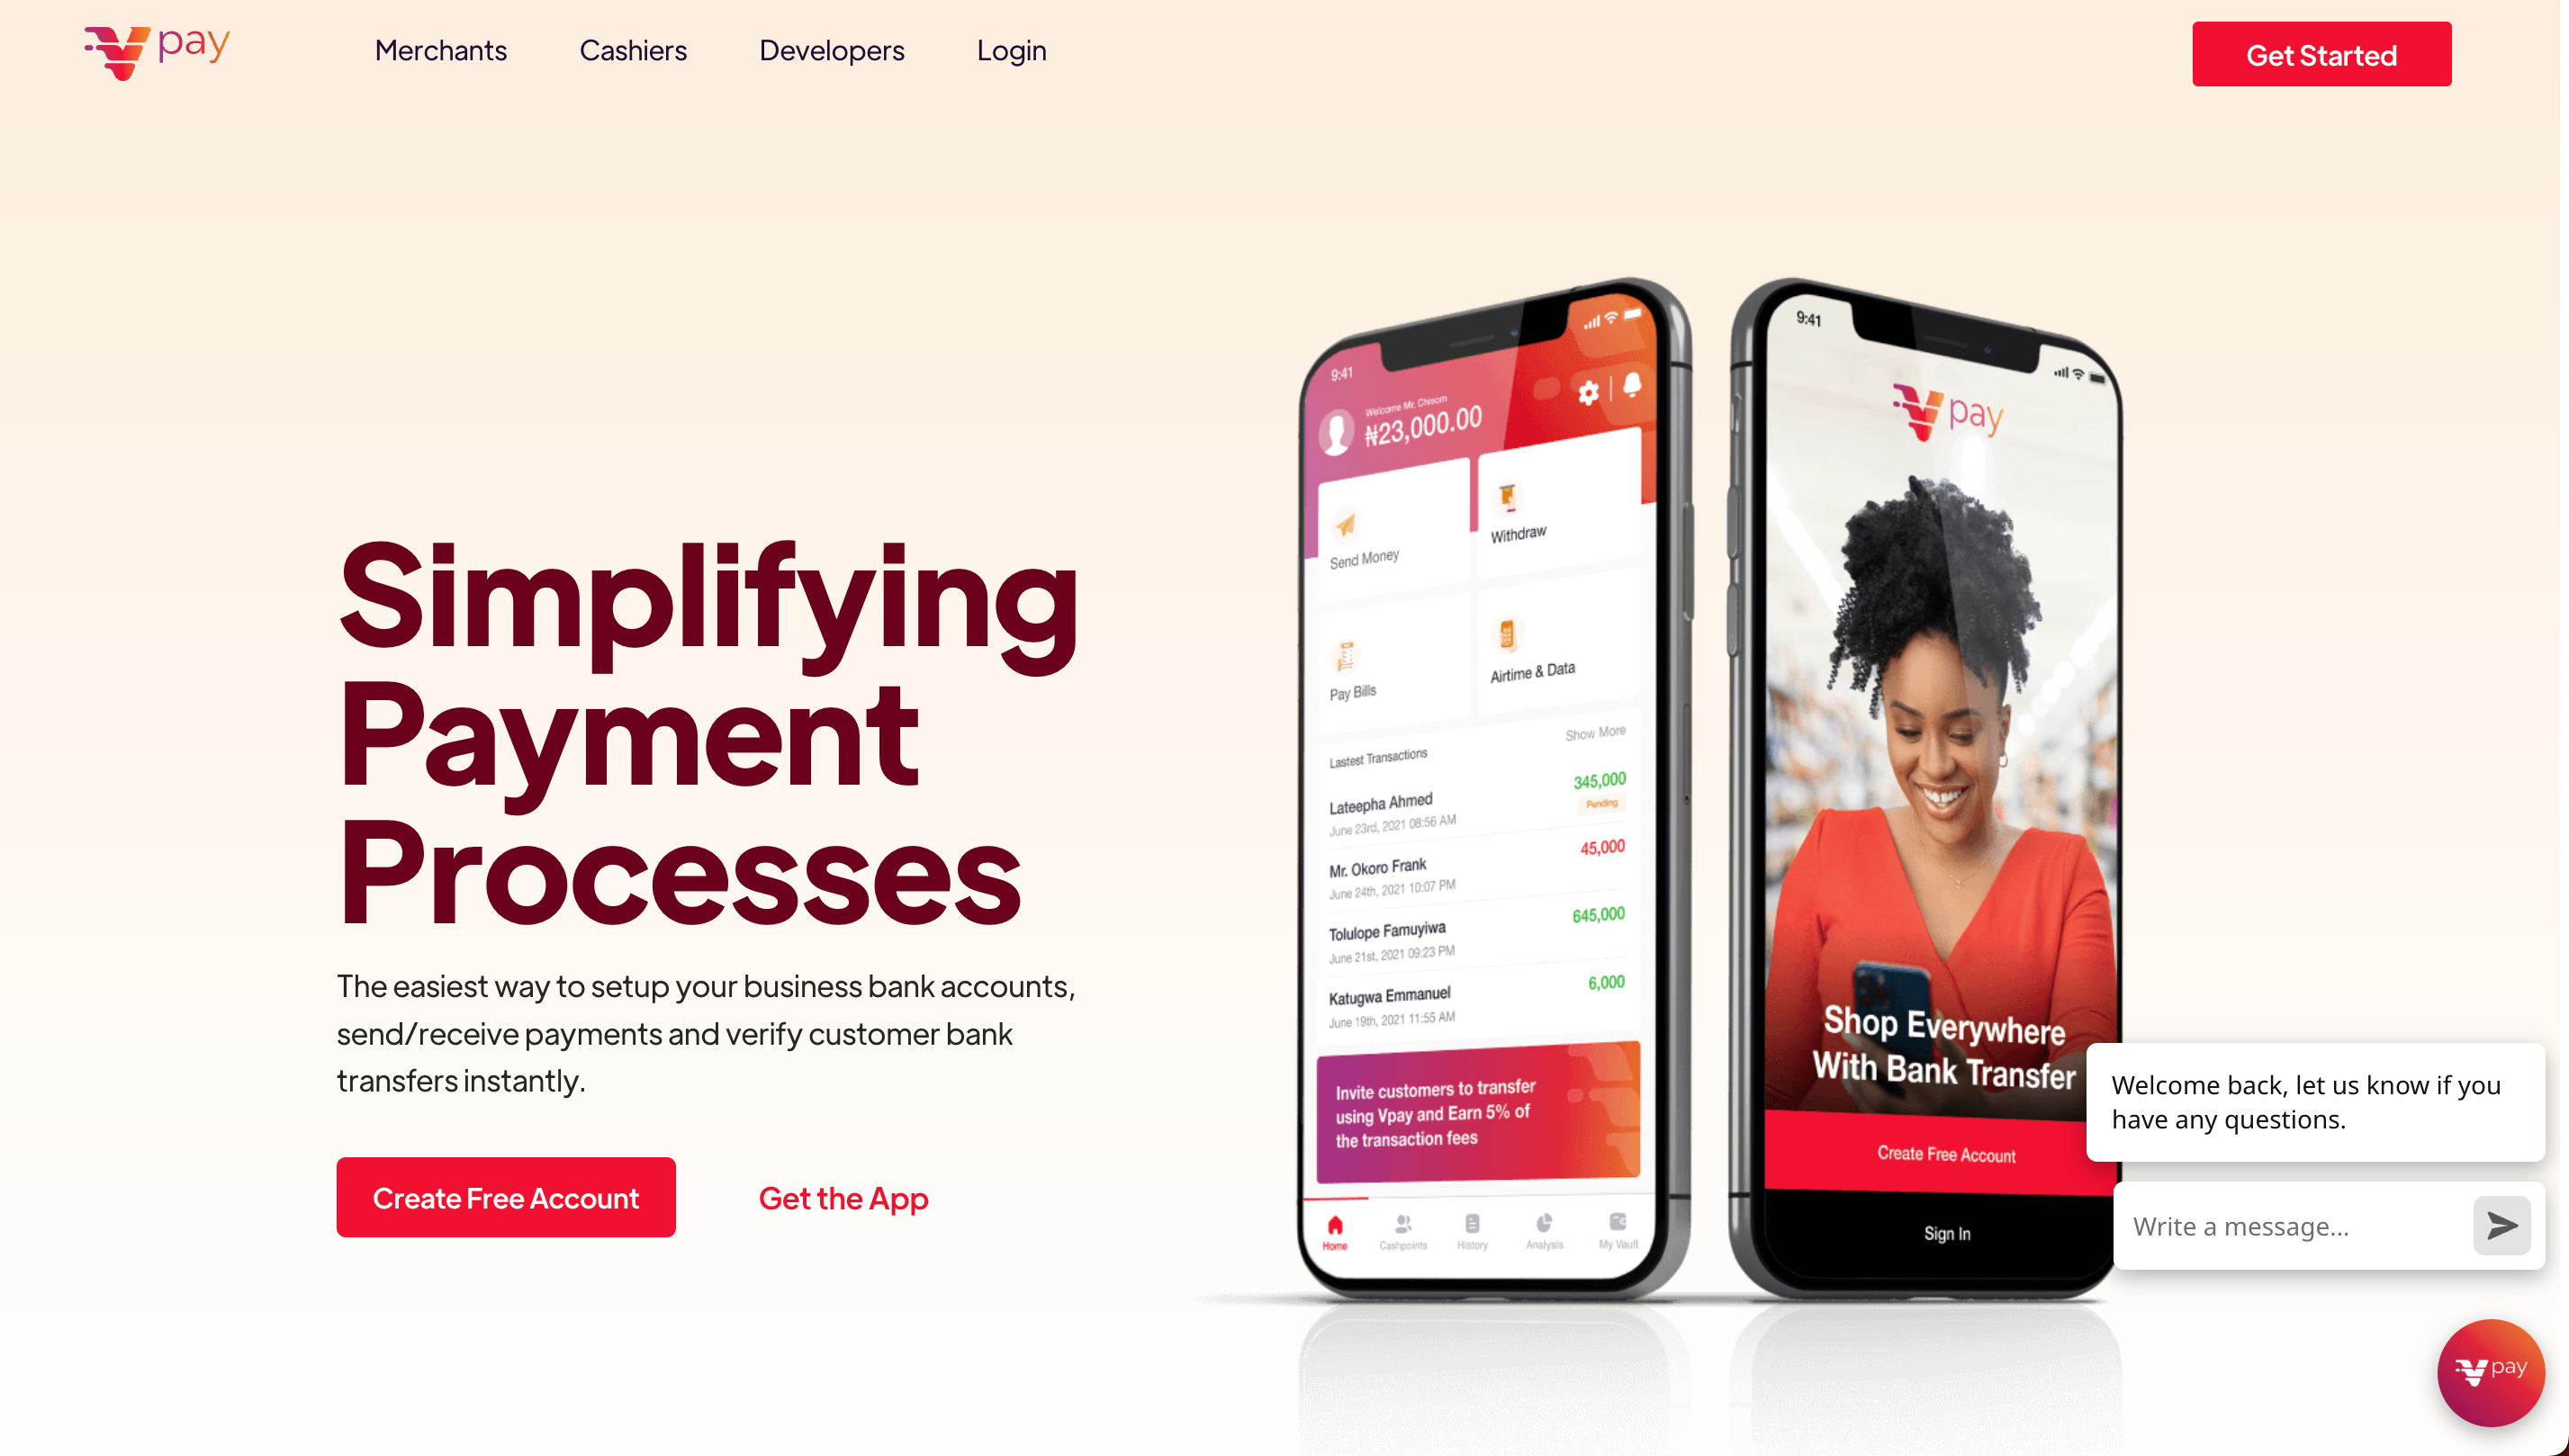 V pay
Merchants
Cashiers
Developers
Login
Get Started
Simplifying
Payment
Processes
The easiest way to setup your business bank accounts,
send/receive payments and verify customer bank
transfers instantly.
Create Free Account
Get the App
9:41
Welcome Mr. Chisom
₦23,000.00
Send Money
Withdraw
Pay Bills
Airtime & Data
Lastest Transactions
Show More
Lateepha Ahmed
345,000
June 23rd, 2021 08:56 AM
Pending
Mr. Okoro Frank
45,000
June 24th, 2021 10:07 PM
Tolulope Famuyiwa
645,000
June 21st, 2021 09:23 PM
Katugwa Emmanuel
6,000
June 19th, 2021 11:55 AM
Invite customers to transfer
using Vpay and Earn 5% of
the transaction fees
Home
Cashpoints
History
Analysis
My Vault
9:41
V pay
Shop Everywhere
With Bank Transfer
Create Free Account
Sign In
Welcome back, let us know if you
have any questions.
Write a message...
V pay